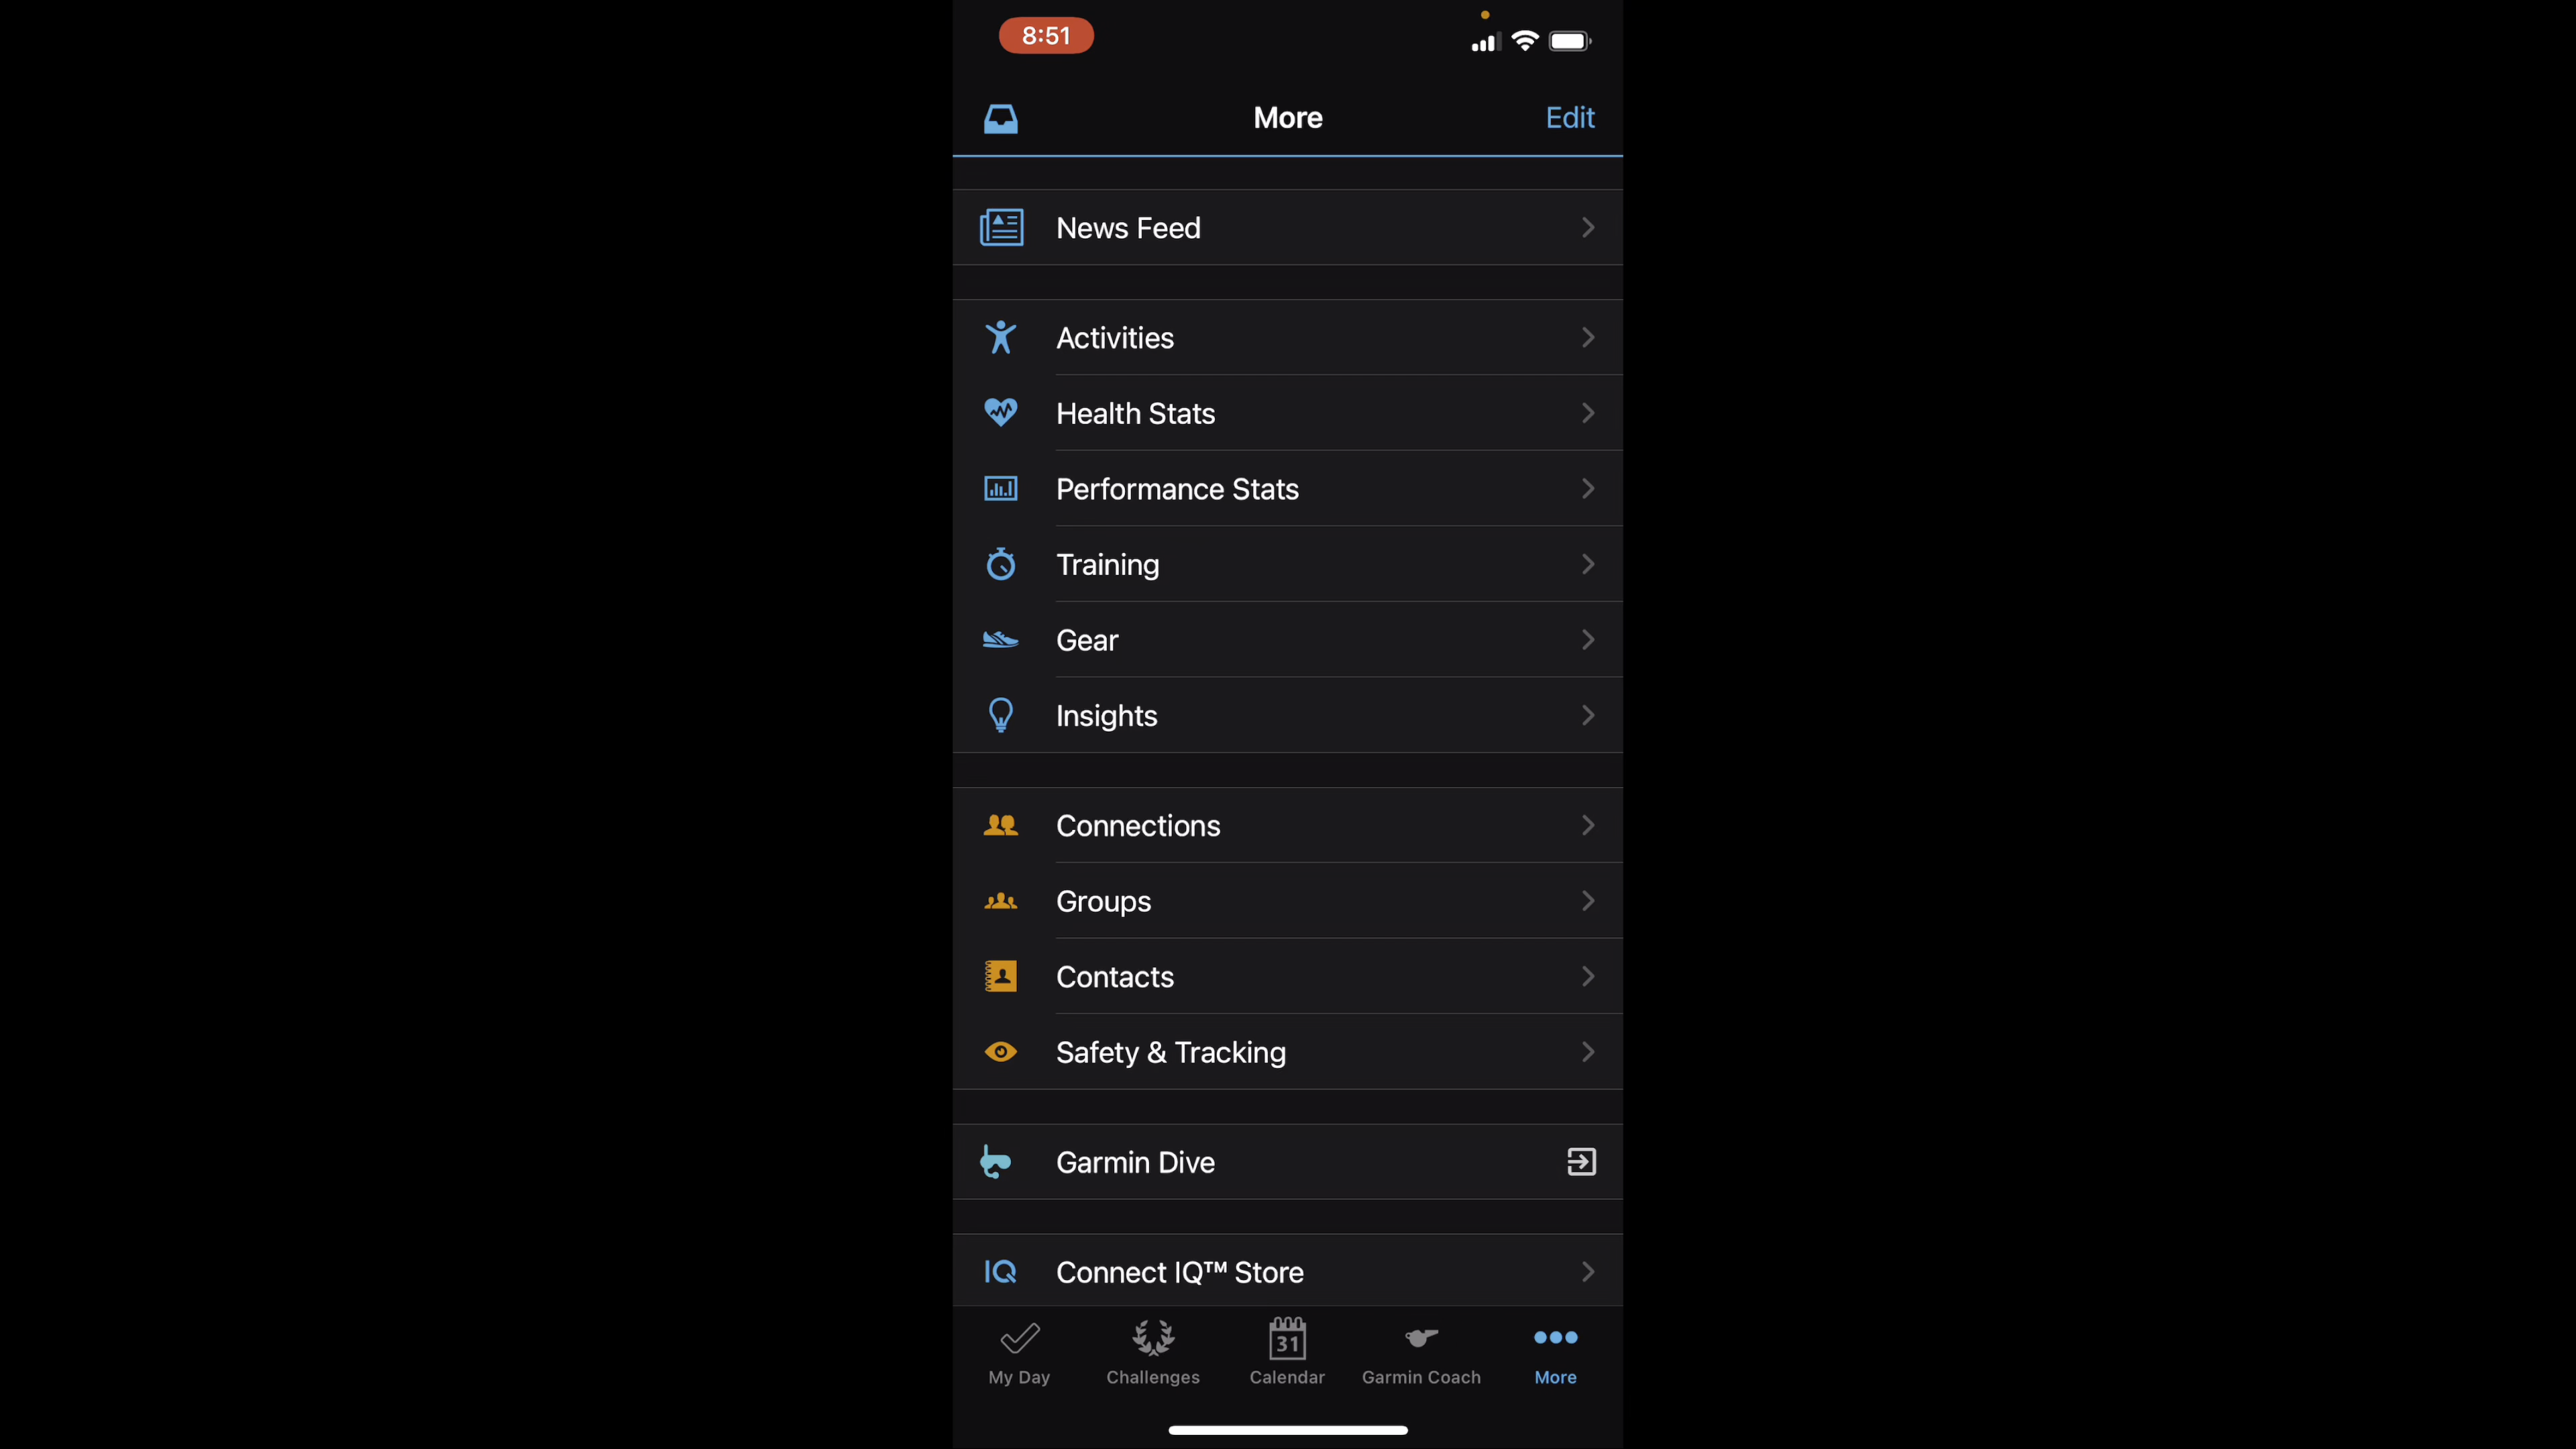 8:51
More
Edit
News Feed
Activities
Health Stats
Performance Stats
Training
Gear
Insights
Connections
Groups
Contacts
Safety & Tracking
Garmin Dive
IQ Connect IQ™ Store
31
My Day Challenges Calendar Garmin Coach More